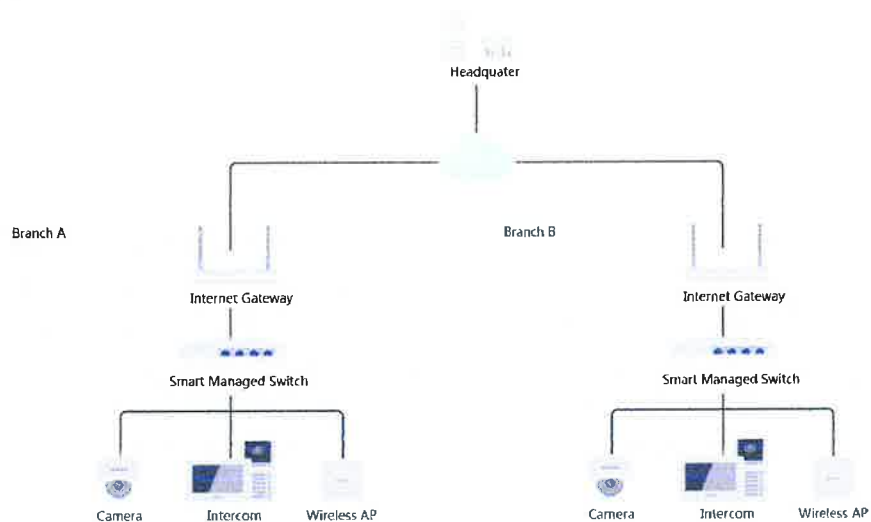 Headquater
Branch A
Branch B
Internet Gateway
Internet Gateway
Smart Managed Switch
Smart Managed Switch
Camera
Intercom
Wireless AP
Camera
Intercom
Wireless AP